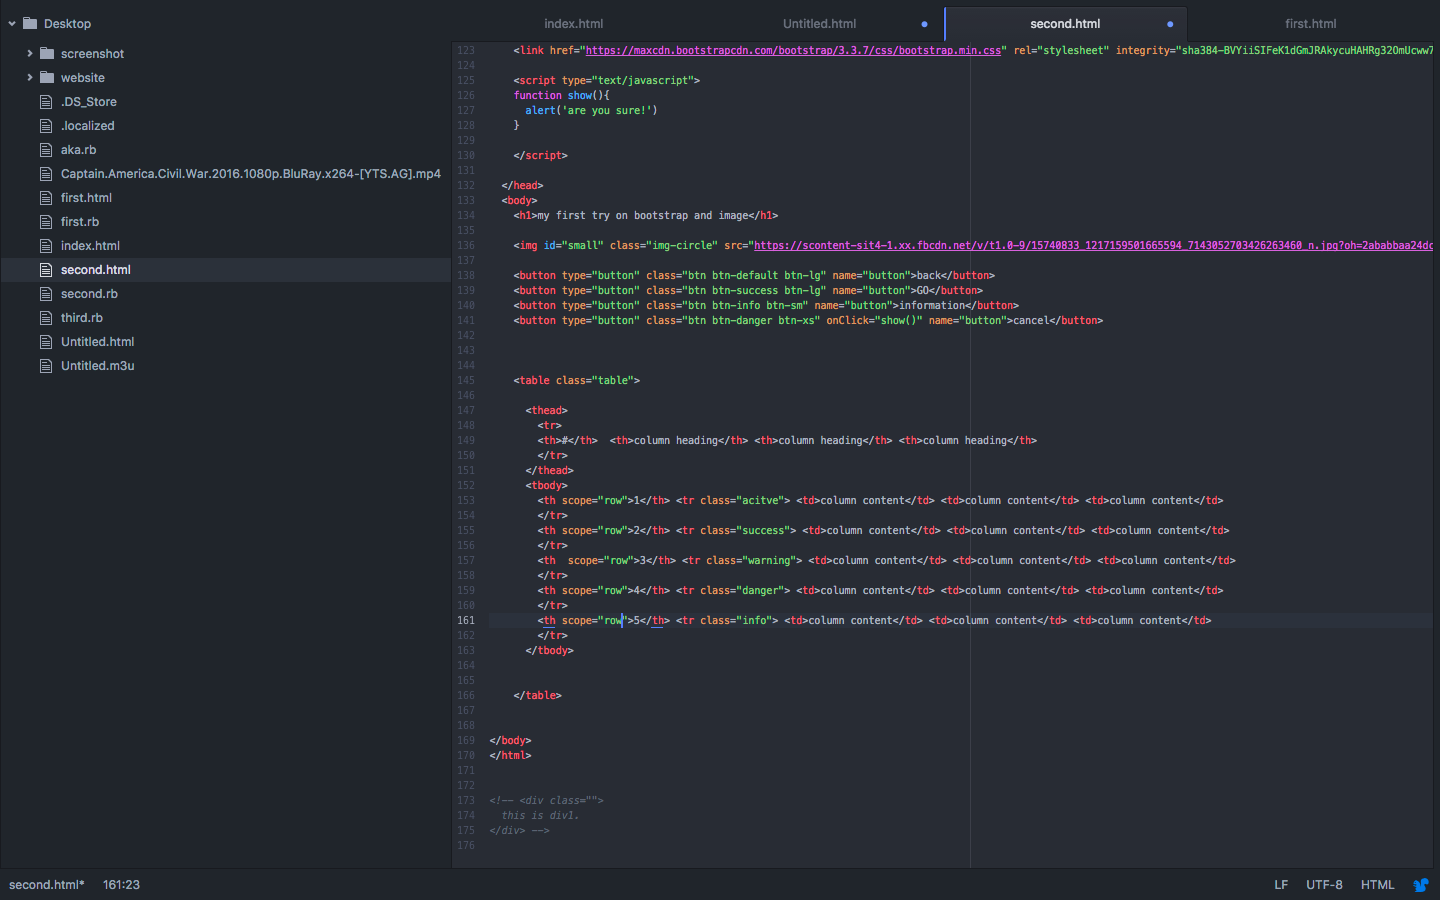 Desktop
screenshot
website
.DS_Store
.localized
aka.rb
Captain.America.Civil.War.2016.1080p.BluRay.x264-[YTS.AG].mp4
first.html
first.rb
index.html
second.html
second.rb
third.rb
Untitled.html
Untitled.m3u
index.html Untitled.html second.html first.html
123 <link href="https://maxcdn.bootstrapcdn.com/bootstrap/3.3.7/css/bootstrap.min.css" rel="stylesheet" integrity="sha384-BVYiiSIFeK1dGmJRAkycuHAHRg32OmUcww7
124
125 <script type="text/javascript">
126 function show(){
127 alert('are you sure!')
128 }
129
130 </script>
131
132 </head>
133 <body>
134 <h1>my first try on bootstrap and image</h1>
135
136 <img id="small" class="img-circle" src="https://scontent-sit4-1.xx.fbcdn.net/v/t1.0-9/15740833_1217159501665594_7143052703426263460_n.jpg?oh=2ababbaa24dc
137
138 <button type="button" class="btn btn-default btn-lg" name="button">back</button>
139 <button type="button" class="btn btn-success btn-lg" name="button">GO</button>
140 <button type="button" class="btn btn-info btn-sm" name="button">information</button>
141 <button type="button" class="btn btn-danger btn-xs" onClick="show()" name="button">cancel</button>
142
143
144
145 <table class="table">
146
147 <thead>
148 <tr>
149 <th>#</th>  <th>column heading</th> <th>column heading</th> <th>column heading</th>
150 </tr>
151 </thead>
152 <tbody>
153 <th scope="row">1</th> <tr class="acitve"> <td>column content</td> <td>column content</td> <td>column content</td>
154 </tr>
155 <th scope="row">2</th> <tr class="success"> <td>column content</td> <td>column content</td> <td>column content</td>
156 </tr>
157 <th  scope="row">3</th> <tr class="warning"> <td>column content</td> <td>column content</td> <td>column content</td>
158 </tr>
159 <th scope="row">4</th> <tr class="danger"> <td>column content</td> <td>column content</td> <td>column content</td>
160 </tr>
161 <th scope="row">5</th> <tr class="info"> <td>column content</td> <td>column content</td> <td>column content</td>
162 </tr>
163 </tbody>
164
165
166 </table>
167
168
169 </body>
170 </html>
171
172
173 <!-- <div class="">
174 this is div1.
175 </div> -->
176
second.html* 161:23 LF UTF-8 HTML